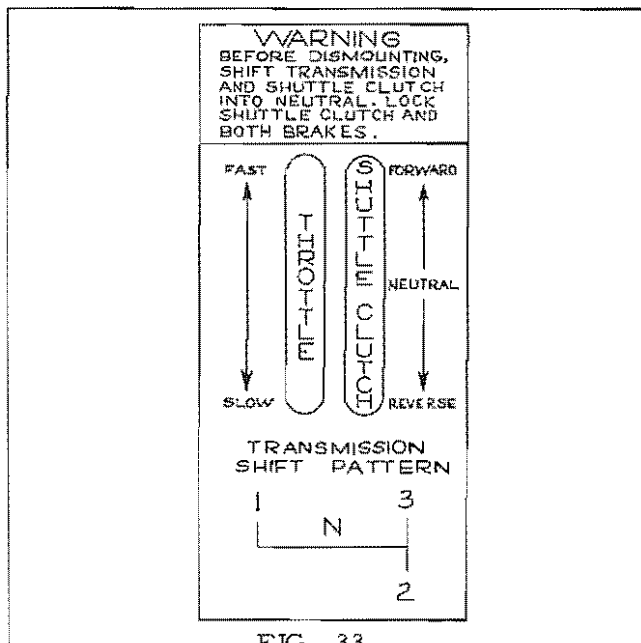 WARNING
BEFORE DISMOUNTING,
SHIFT TRANSMISSION
AND SHUTTLE CLUTCH
INTO NEUTRAL. LOCK
SHUTTLE CLUTCH AND
BOTH BRAKES.
FAST
THROTTLE
SHUTTLE CLUTCH
FORWARD
NEUTRAL
SLOW
REVERSE
TRANSMISSION
SHIFT PATTERN
1 3
N
2
FIG. 33